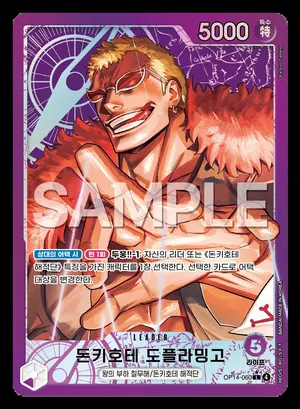 5000
특수
特
SAMPLE
상대의 어택 시 턴 1회 두웅!!-1: 자신의 리더 또는 《돈키호테
해적단》 특징을 가진 캐릭터를 1장 선택한다. 선택한 카드로 어택
대상을 변경한다.
LEADER
돈키호테 도플라밍고
왕의 부하 칠무해/돈키호테 해적단
5
라이프
OP14-060 L